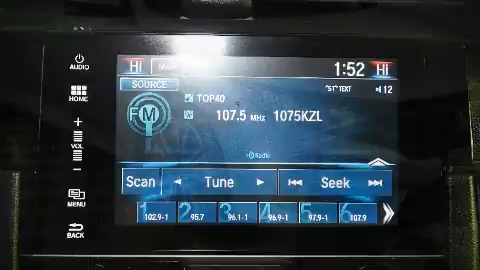 AUDIO
HOME
VOL
MENU
BACK
Hi
1:52 Hi
SOURCE
"ST" TEXT 12
FM
TOP40
107.5 MHz 1075KZL
Radio
Scan Tune Seek
1 2 3 4 5 6
102.9-1 95.7 96.1-1 96.9-1 97.9-1 107.9